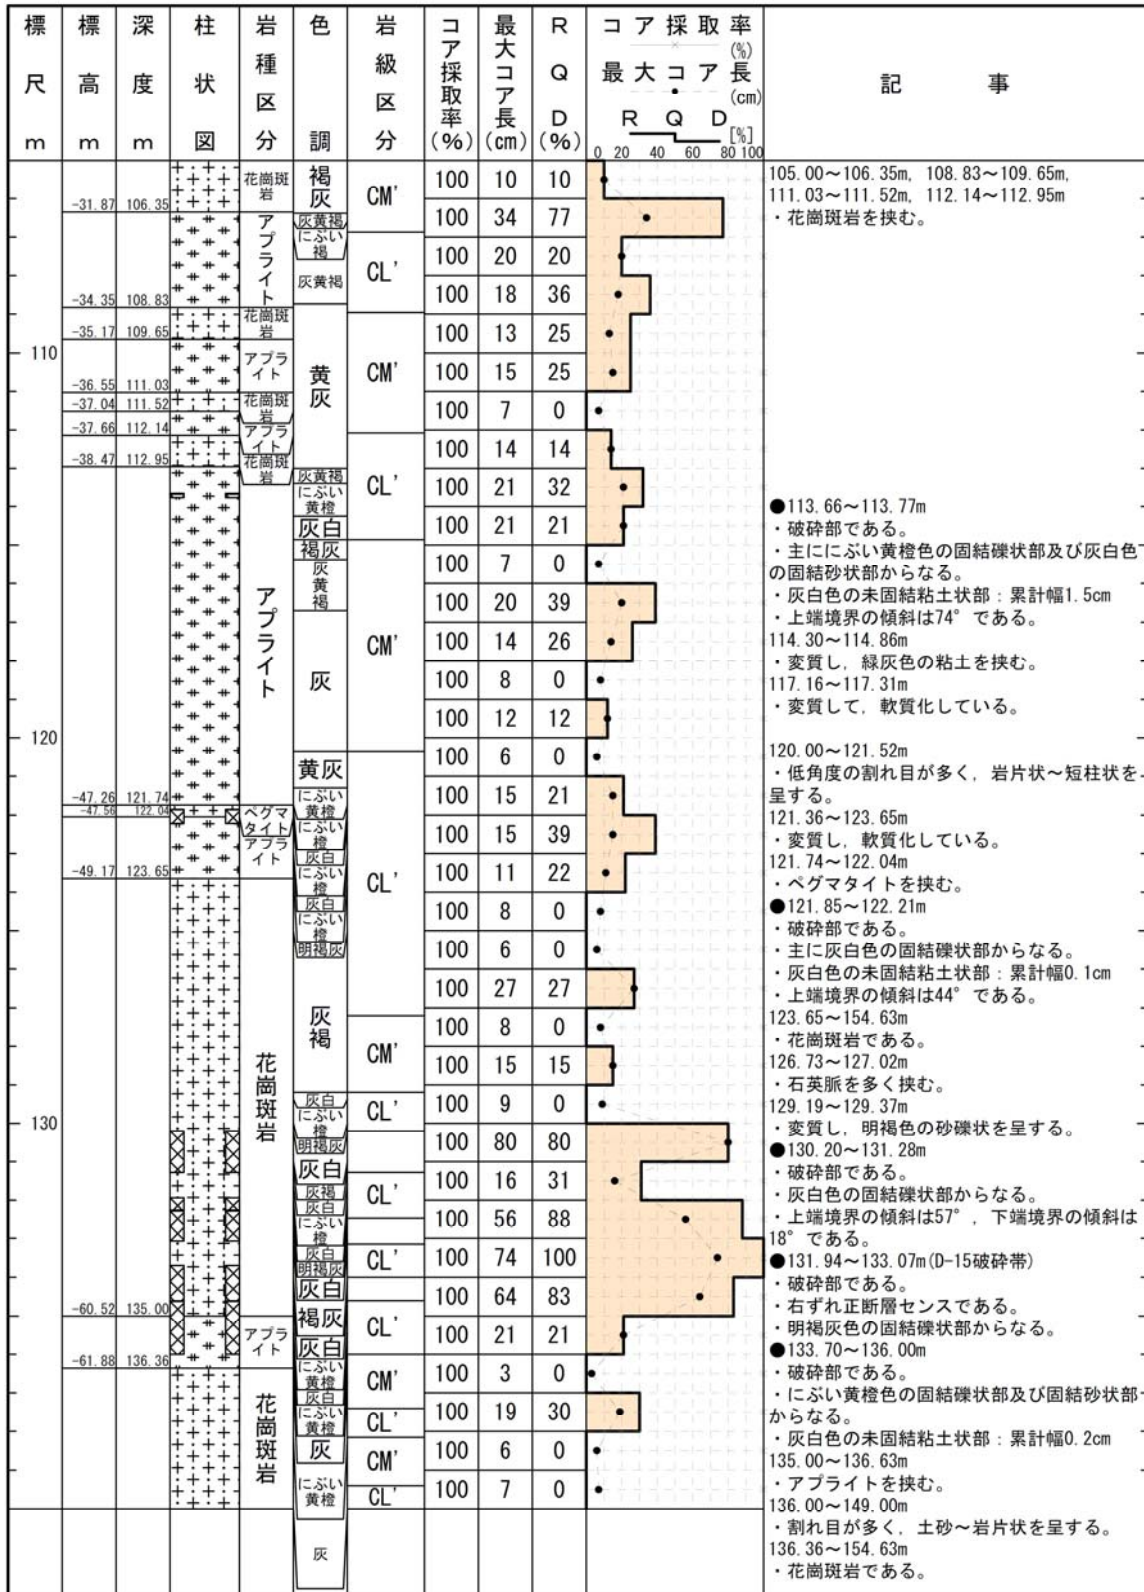 標尺m
標高m
深度m
柱状図
岩種区分
色調
岩級区分
コア採取率(%)
最大コア長(cm)
RQD(%)
コア採取率(%)
最大コア長(cm)
RQD[%]
0 20 40 60 80 100
記事
110
120
130
-31.87 106.35
-34.35 108.83
-35.17 109.65
-36.55 111.03
-37.04 111.52
-37.66 112.14
-38.47 112.95
-47.26 121.74
-47.56 122.04
-49.17 123.65
-60.52 135.00
-61.88 136.36
花崗斑岩
アプライト
花崗斑岩
アプライト
花崗斑岩
アプライト
花崗斑岩
アプライト
ペグマタイト
アプライト
花崗斑岩
アプライト
花崗斑岩
褐灰
灰黄褐
にぶい褐
灰黄褐
黄灰
灰黄褐
にぶい黄橙
灰白
褐灰
灰黄褐
灰
黄灰
にぶい黄橙
にぶい橙
灰白
にぶい橙
灰白
にぶい橙
明褐灰
灰褐
灰白
にぶい橙
明褐灰
灰白
灰褐
灰白
にぶい橙
灰白
明褐灰
灰白
褐灰
灰白
にぶい黄橙
灰白
にぶい黄橙
灰
にぶい黄橙
灰
CM'
CL'
CM'
CL'
CM'
CL'
CM'
CL'
CL'
CL'
CL'
CM'
CL'
CM'
CL'
100 10 10
100 34 77
100 20 20
100 18 36
100 13 25
100 15 25
100 7 0
100 14 14
100 21 32
100 21 21
100 7 0
100 20 39
100 14 26
100 8 0
100 12 12
100 6 0
100 15 21
100 15 39
100 11 22
100 8 0
100 6 0
100 27 27
100 8 0
100 15 15
100 9 0
100 80 80
100 16 31
100 56 88
100 74 100
100 64 83
100 21 21
100 3 0
100 19 30
100 6 0
100 7 0
105.00～106.35m, 108.83～109.65m,
111.03～111.52m, 112.14～112.95m
・花崗斑岩を挟む。
●113.66～113.77m
・破砕部である。
・主ににぶい黄橙色の固結礫状部及び灰白色
の固結砂状部からなる。
・灰白色の未固結粘土状部：累計幅1.5cm
・上端境界の傾斜は74°である。
114.30～114.86m
・変質し，緑灰色の粘土を挟む。
117.16～117.31m
・変質して，軟質化している。
120.00～121.52m
・低角度の割れ目が多く，岩片状～短柱状を
呈する。
121.36～123.65m
・変質し，軟質化している。
121.74～122.04m
・ペグマタイトを挟む。
●121.85～122.21m
・破砕部である。
・主に灰白色の固結礫状部からなる。
・灰白色の未固結粘土状部：累計幅0.1cm
・上端境界の傾斜は44°である。
123.65～154.63m
・花崗斑岩である。
126.73～127.02m
・石英脈を多く挟む。
129.19～129.37m
・変質し，明褐色の砂礫状を呈する。
●130.20～131.28m
・破砕部である。
・灰白色の固結礫状部からなる。
・上端境界の傾斜は57°，下端境界の傾斜は
18°である。
●131.94～133.07m(D-15破砕帯)
・破砕部である。
・右ずれ正断層センスである。
・明褐灰色の固結礫状部からなる。
●133.70～136.00m
・破砕部である。
・にぶい黄橙色の固結礫状部及び固結砂状部
からなる。
・灰白色の未固結粘土状部：累計幅0.2cm
135.00～136.63m
・アプライトを挟む。
136.00～149.00m
・割れ目が多く，土砂～岩片状を呈する。
136.36～154.63m
・花崗斑岩である。